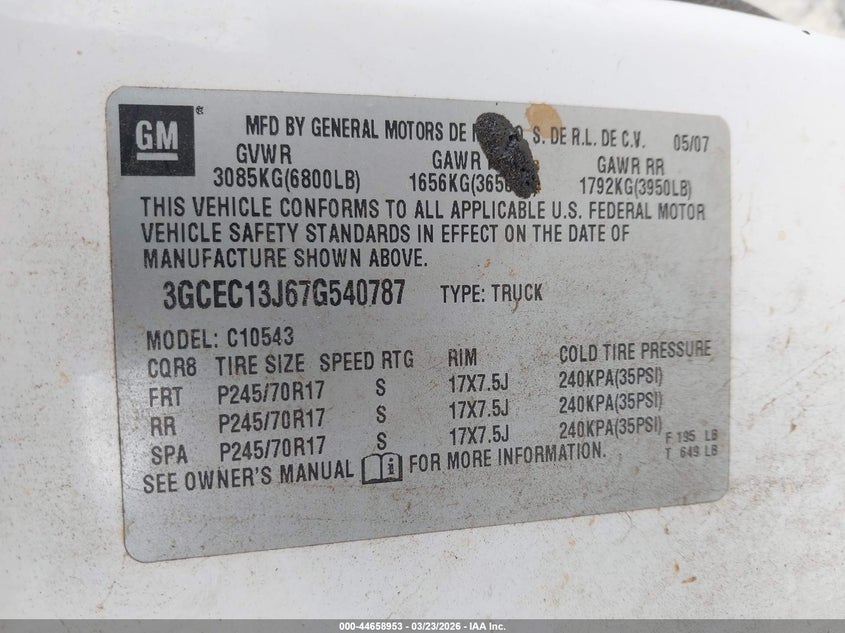 GM ®
MFD BY GENERAL MOTORS DE S. DE R.L. DE C.V. 05/07
GVWR GAWR GAWR RR
3085KG(6800LB) 1656KG 1792KG(3950LB)
THIS VEHICLE CONFORMS TO ALL APPLICABLE U.S. FEDERAL MOTOR
VEHICLE SAFETY STANDARDS IN EFFECT ON THE DATE OF
MANUFACTURE SHOWN ABOVE.
3GCEC13J67G540787 TYPE: TRUCK
MODEL: C10543
CQR8 TIRE SIZE SPEED RTG RIM COLD TIRE PRESSURE
FRT P245/70R17 S 17X7.5J 240KPA(35PSI)
RR P245/70R17 S 17X7.5J 240KPA(35PSI)
SPA P245/70R17 S 17X7.5J 240KPA(35PSI)
F 195 LB
T 649 LB
SEE OWNER'S MANUAL i FOR MORE INFORMATION.
000-44658953 - 03/23/2026 - IAA Inc.